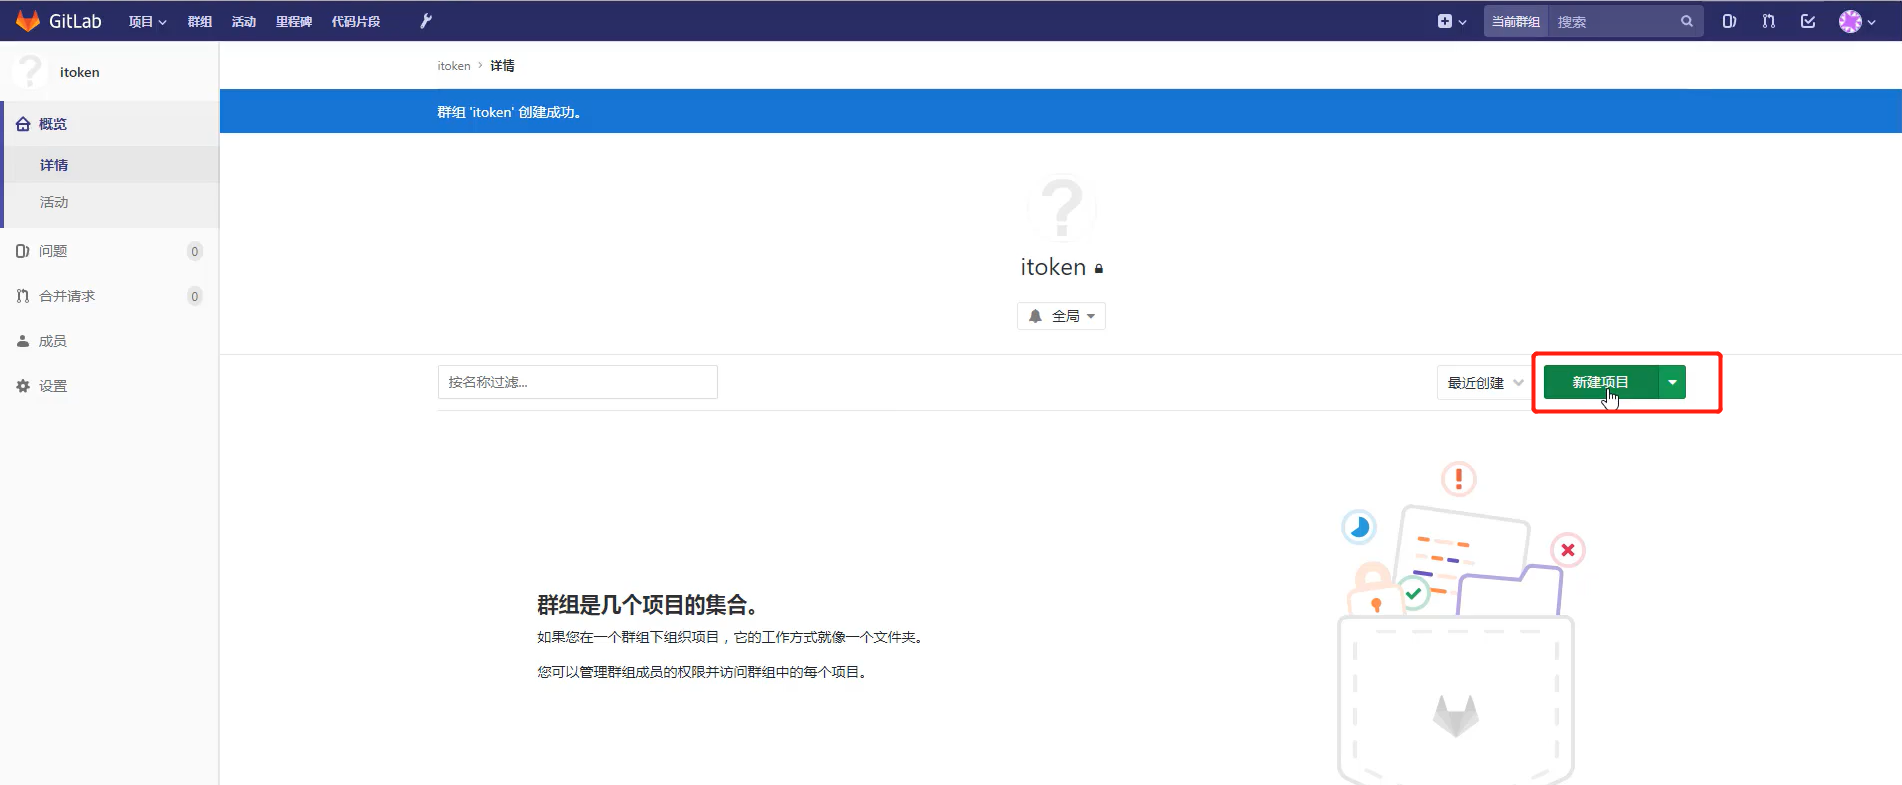 GitLab 项目 群组 活动 里程碑 代码片段 当前群组 搜索
itoken
概览
详情
活动
问题 0
合并请求 0
成员
设置
itoken › 详情
群组 'itoken' 创建成功。
itoken
全局
按名称过滤... 最近创建 新建项目
群组是几个项目的集合。
如果您在一个群组下组织项目，它的工作方式就像一个文件夹。
您可以管理群组成员的权限并访问群组中的每个项目。